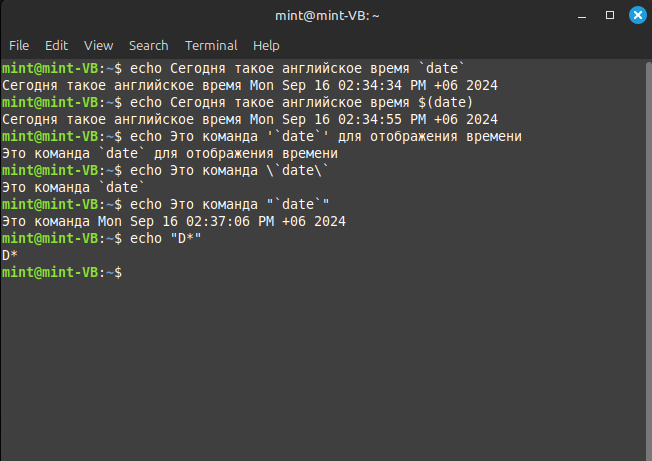 mint@mint-VB: ~
File Edit View Search Terminal Help
mint@mint-VB:~$ echo Сегодня такое английское время `date`
Сегодня такое английское время Mon Sep 16 02:34:34 PM +06 2024
mint@mint-VB:~$ echo Сегодня такое английское время $(date)
Сегодня такое английское время Mon Sep 16 02:34:55 PM +06 2024
mint@mint-VB:~$ echo Это команда '`date`' для отображения времени
Это команда `date` для отображения времени
mint@mint-VB:~$ echo Это команда \`date\`
Это команда `date`
mint@mint-VB:~$ echo Это команда "`date`"
Это команда Mon Sep 16 02:37:06 PM +06 2024
mint@mint-VB:~$ echo "D*"
D*
mint@mint-VB:~$